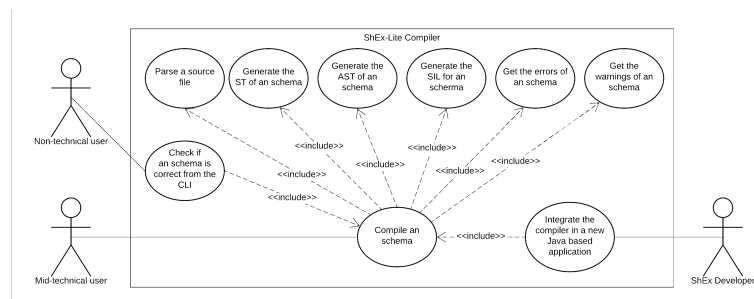 ShEx-Lite Compiler
Parse a source
file
Generate the
ST of an schema
Generate the
AST of an
schema
Generate the
SIL for an
scherma
Get the errors of
an schema
Get the
warnings of an
schema
Non-technical user
Check if
an schema is
correct from the
CLI
<<include>>
<<include>>
<<include>>
<<include>>
<<include>>
<<include>>
<<include>>
Compile an
schema
<<include>>
Integrate the
compiler in a new
Java based
application
Mid-technical user
ShEx Developer